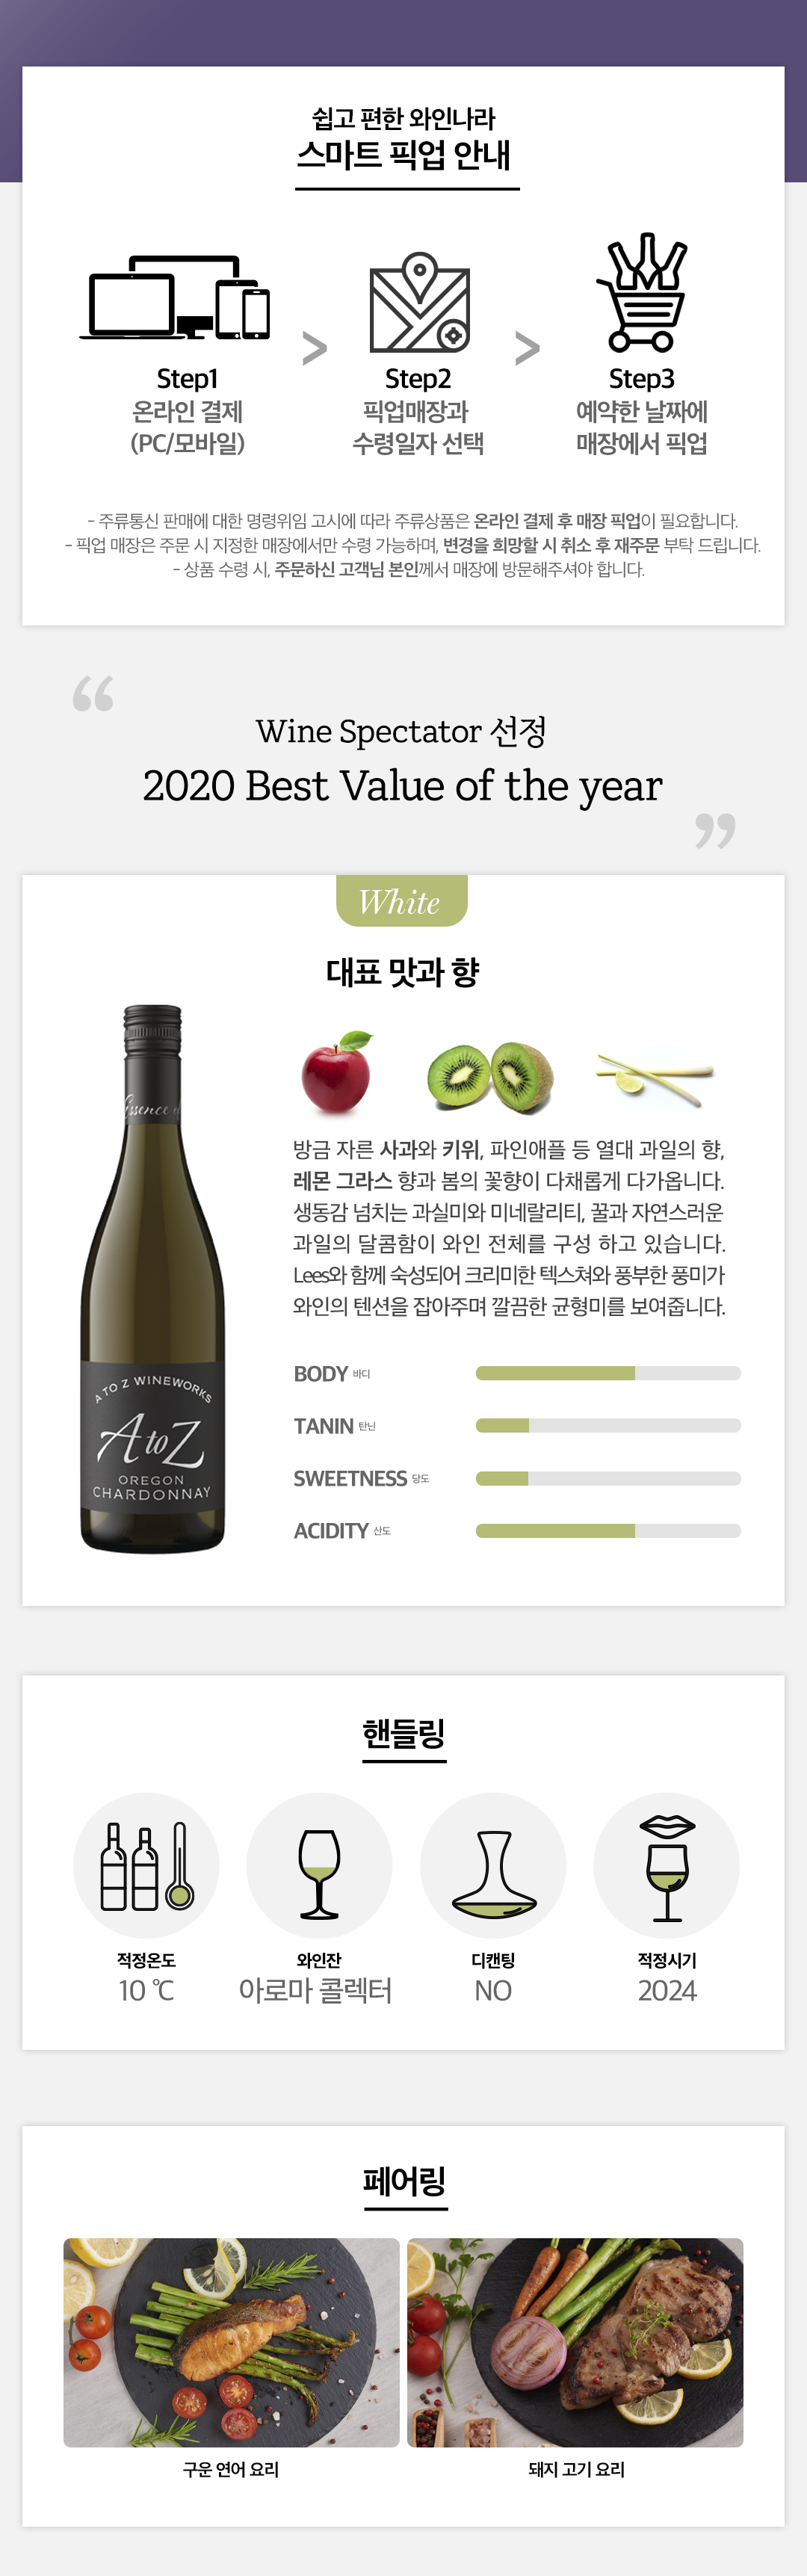 쉽고 편한 와인나라
스마트 픽업 안내
Step1
온라인 결제
(PC/모바일)
>
Step2
픽업매장과
수령일자 선택
>
Step3
예약한 날짜에
매장에서 픽업
- 주류통신 판매에 대한 명령위임 고시에 따라 주류상품은 온라인 결제 후 매장 픽업이 필요합니다.
- 픽업 매장은 주문 시 지정한 매장에서만 수령 가능하며, 변경을 희망할 시 취소 후 재주문 부탁 드립니다.
- 상품 수령 시, 주문하신 고객님 본인께서 매장에 방문해주셔야 합니다.
“
Wine Spectator 선정
2020 Best Value of the year
”
White
대표 맛과 향
Essence
방금 자른 사과와 키위, 파인애플 등 열대 과일의 향,
레몬 그라스 향과 봄의 꽃향이 다채롭게 다가옵니다.
생동감 넘치는 과실미와 미네랄리티, 꿀과 자연스러운
과일의 달콤함이 와인 전체를 구성 하고 있습니다.
Lees와 함께 숙성되어 크리미한 텍스쳐와 풍부한 풍미가
와인의 텐션을 잡아주며 깔끔한 균형미를 보여줍니다.
A TO Z WINEWORKS
A to Z
OREGON
CHARDONNAY
BODY 바디
TANIN 탄닌
SWEETNESS 당도
ACIDITY 산도
핸들링
적정온도
10 ℃
와인잔
아로마 콜렉터
디캔팅
NO
적정시기
2024
페어링
구운 연어 요리
돼지 고기 요리